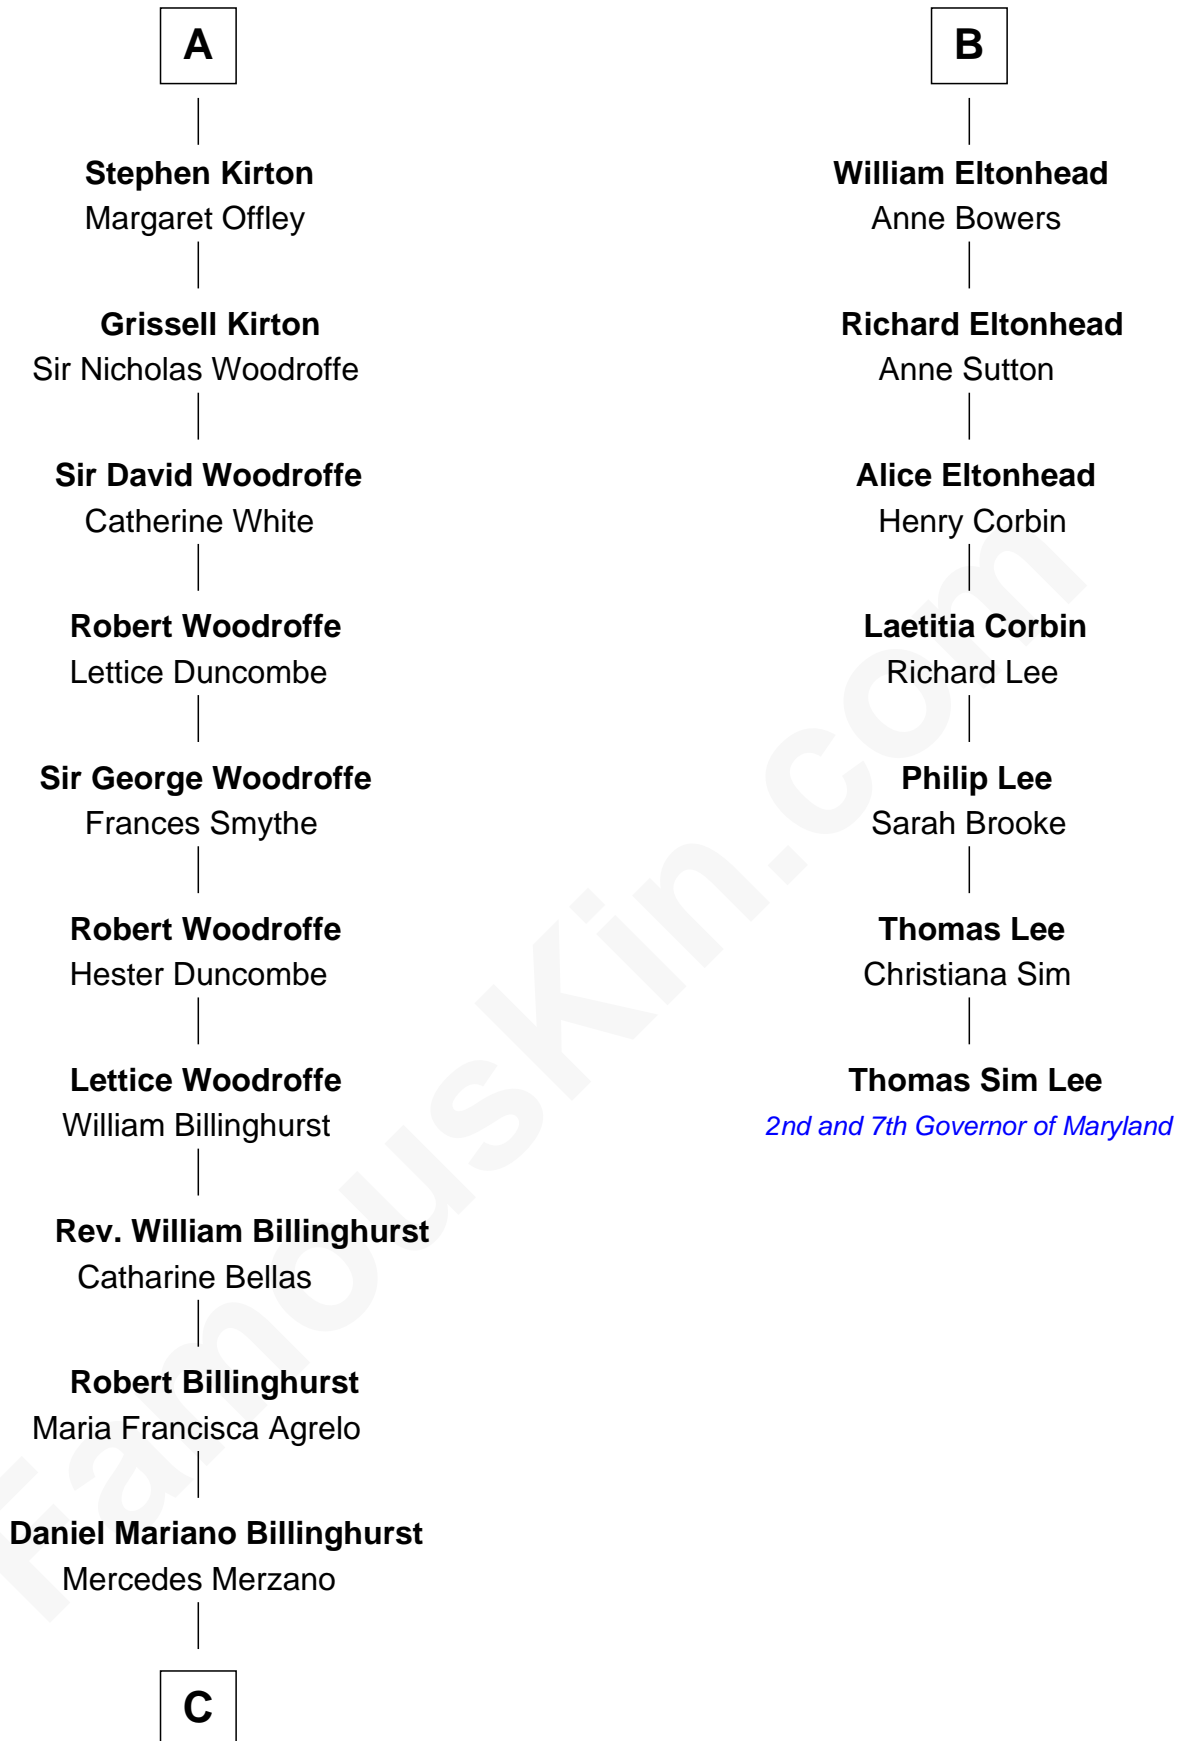 A
Stephen Kirton
Margaret Offley
Grissell Kirton
Sir Nicholas Woodroffe
Sir David Woodroffe
Catherine White
Robert Woodroffe
Lettice Duncombe
Sir George Woodroffe
Frances Smythe
Robert Woodroffe
Hester Duncombe
Lettice Woodroffe
William Billinghurst
Rev. William Billinghurst
Catharine Bellas
Robert Billinghurst
Maria Francisca Agrelo
Daniel Mariano Billinghurst
Mercedes Merzano
C
B
William Eltonhead
Anne Bowers
Richard Eltonhead
Anne Sutton
Alice Eltonhead
Henry Corbin
Laetitia Corbin
Richard Lee
Philip Lee
Sarah Brooke
Thomas Lee
Christiana Sim
Thomas Sim Lee
2nd and 7th Governor of Maryland
FamousKin.com